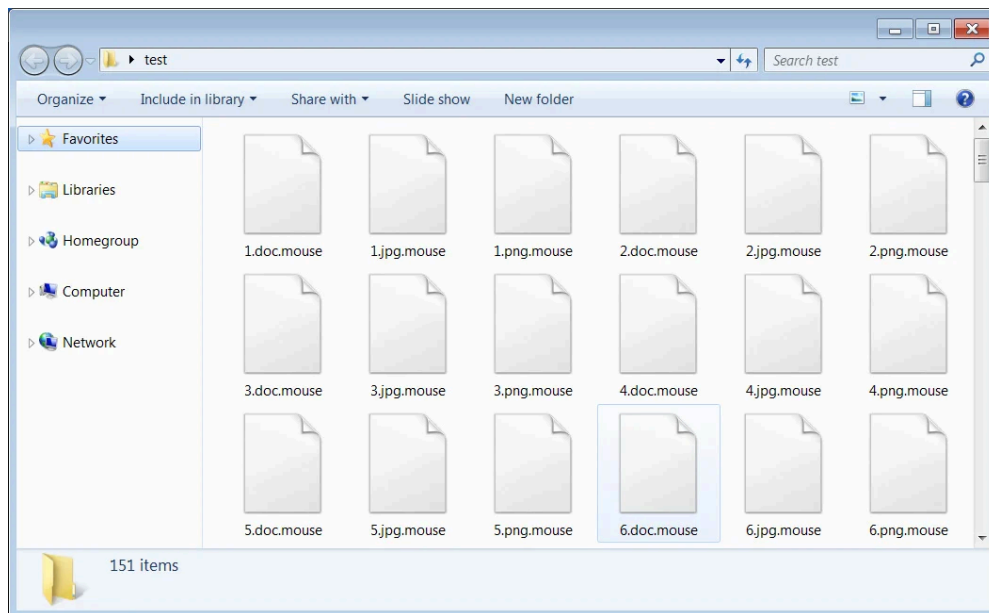 test
Search test
Organize Include in library Share with Slide show New folder
Favorites
Libraries
Homegroup
Computer
Network
1.doc.mouse 1.jpg.mouse 1.png.mouse 2.doc.mouse 2.jpg.mouse 2.png.mouse
3.doc.mouse 3.jpg.mouse 3.png.mouse 4.doc.mouse 4.jpg.mouse 4.png.mouse
5.doc.mouse 5.jpg.mouse 5.png.mouse 6.doc.mouse 6.jpg.mouse 6.png.mouse
151 items